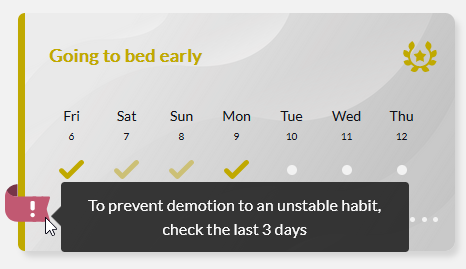 Going to bed early
Fri Sat Sun Mon Tue Wed Thu
6 7 8 9 10 11 12
!
To prevent demotion to an unstable habit,
check the last 3 days